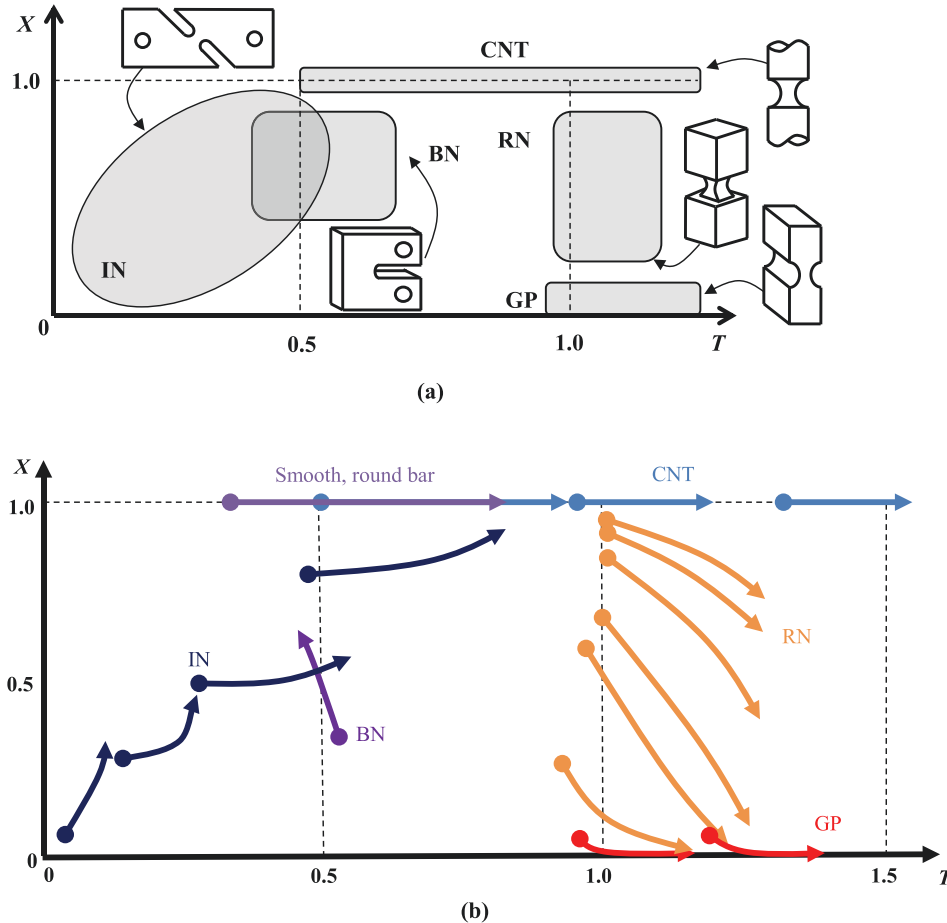 X
CNT
1.0
BN
RN
IN
GP
0
0.5
1.0
T
(a)
X
Smooth, round bar
CNT
1.0
RN
IN
0.5
BN
GP
0
0
0.5
1.0
1.5
T
(b)